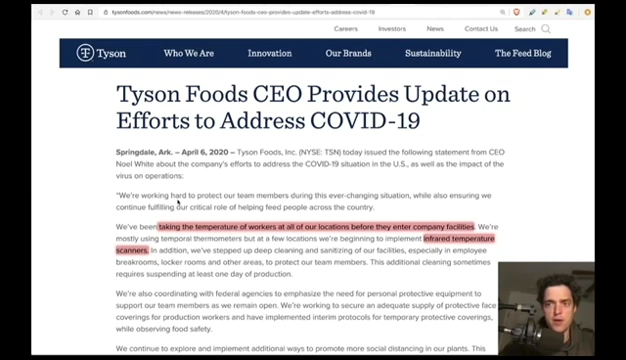 tysonfoods.com/news/news-releases/2020/4/tyson-foods-ceo-provides-update-efforts-address-covid-19
Careers Investors News Contact Us Search
Tyson Who We Are Innovation Our Brands Sustainability The Feed Blog
Tyson Foods CEO Provides Update on
Efforts to Address COVID-19
Springdale, Ark. – April 6, 2020 – Tyson Foods, Inc. (NYSE: TSN) today issued the following statement from CEO
Noel White about the company's efforts to address the COVID-19 situation in the U.S., as well as the impact of the
virus on operations:
"We're working hard to protect our team members during this ever-changing situation, while also ensuring we
continue fulfilling our critical role of helping feed people across the country.
We've been taking the temperature of workers at all of our locations before they enter company facilities. We're
mostly using temporal thermometers but at a few locations we're beginning to implement infrared temperature
scanners. In addition, we've stepped up deep cleaning and sanitizing of our facilities, especially in employee
breakrooms, locker rooms and other areas, to protect our team members. This additional cleaning sometimes
requires suspending at least one day of production.
We're also coordinating with federal agencies to emphasize the need for personal protective equipment to
support our team members as we remain open. We're working to secure an adequate supply of protective face
coverings for production workers and have implemented interim protocols for temporary protective coverings,
while observing food safety.
We continue to explore and implement additional ways to promote more social distancing in our plants. This